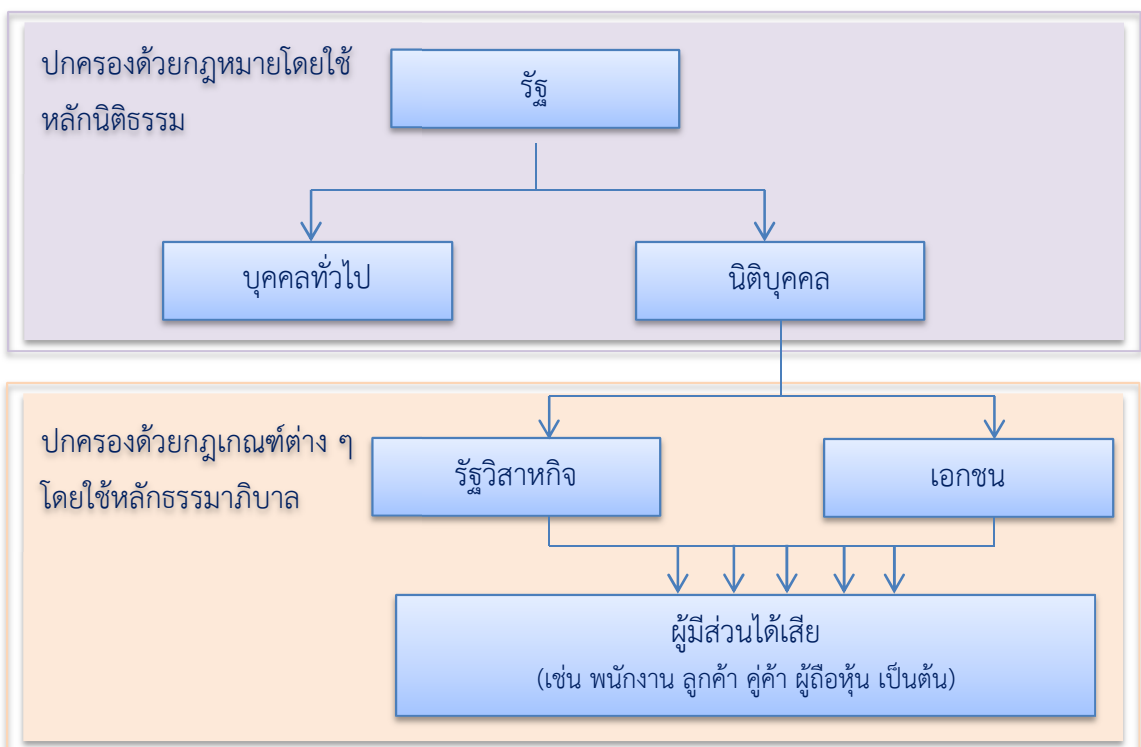 ปกครองด้วยกฎหมายโดยใช้
หลักนิติธรรม
รัฐ
บุคคลทั่วไป
นิติบุคคล
ปกครองด้วยกฎเกณฑ์ต่าง ๆ
โดยใช้หลักธรรมาภิบาล
รัฐวิสาหกิจ
เอกชน
ผู้มีส่วนได้เสีย
(เช่น พนักงาน ลูกค้า คู่ค้า ผู้ถือหุ้น เป็นต้น)